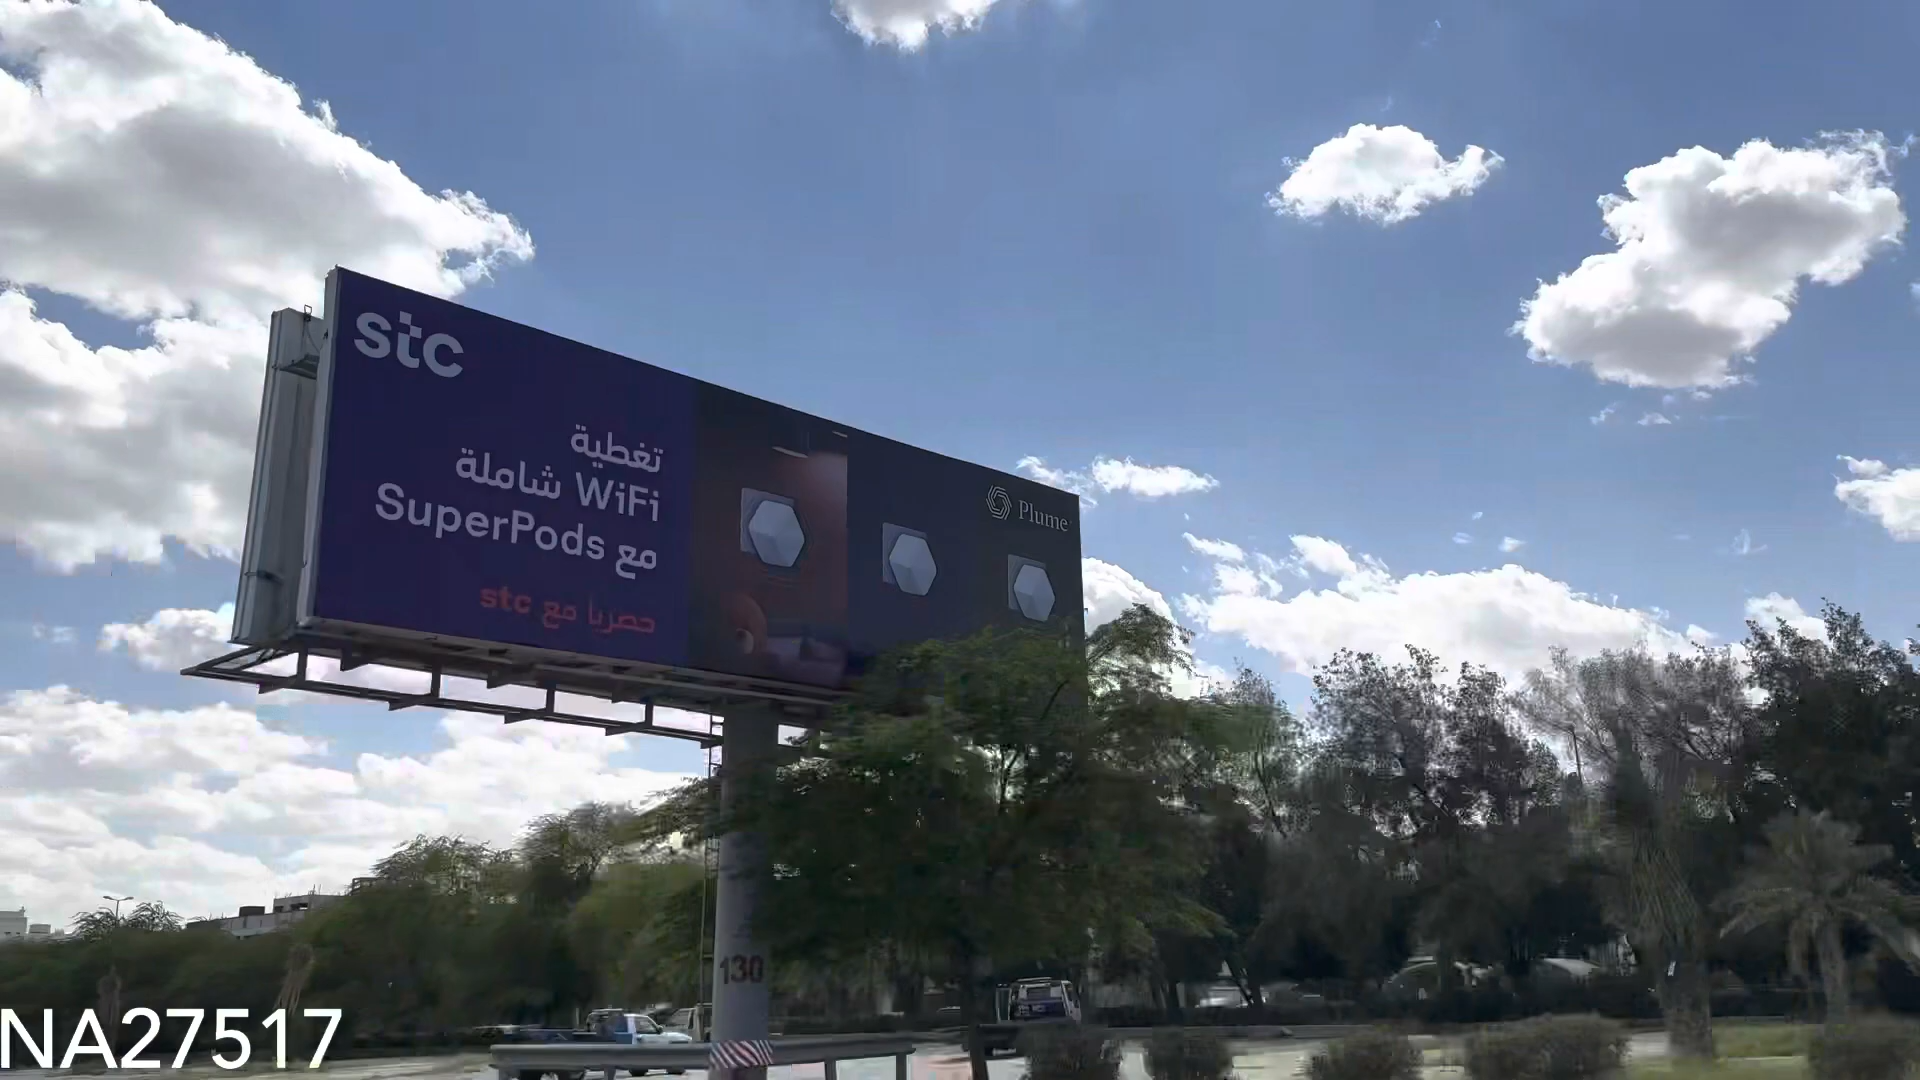 stc
تغطية
WiFi شاملة
مع SuperPods
حصريا مع stc
Plume
130
NA27517